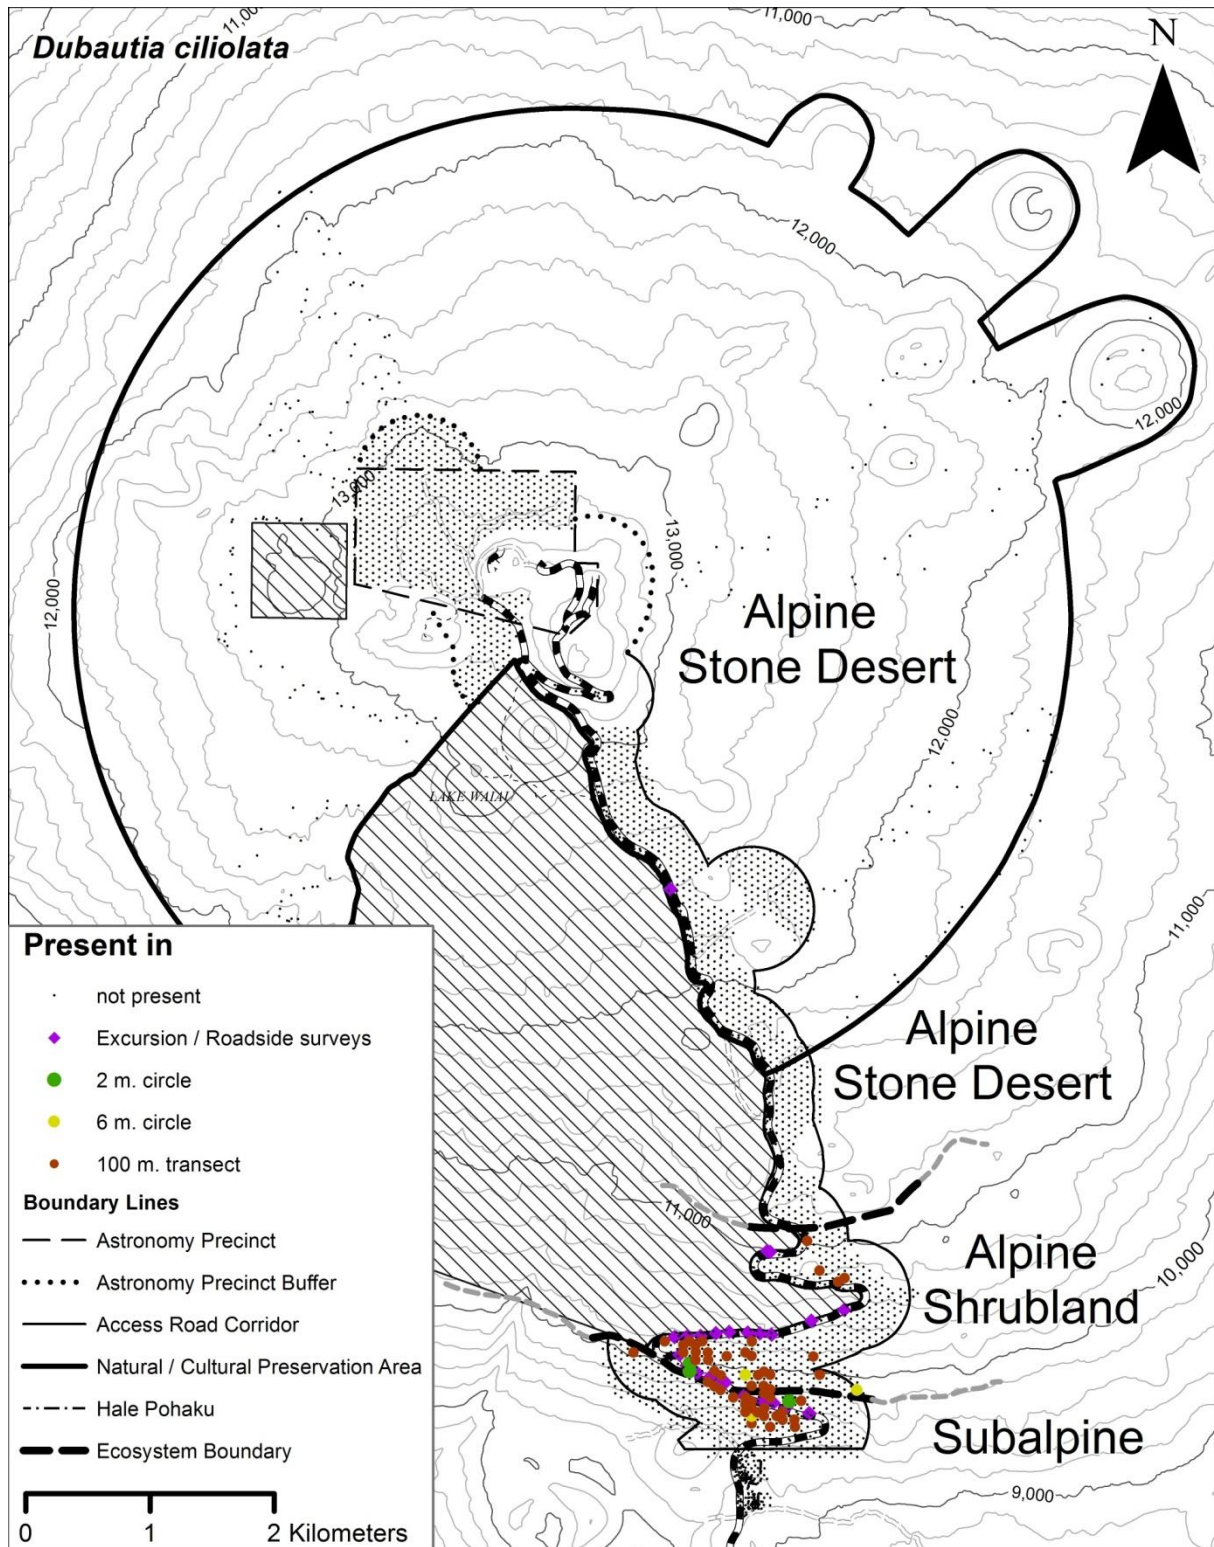 Dubautia ciliolata
11,000
11,000
N
12,000
12,000
13,000
13,000
12,000
Alpine
Stone Desert
12,000
LAKE WAIAU
11,000
Present in
not present
Excursion / Roadside surveys
2 m. circle
6 m. circle
100 m. transect
Boundary Lines
Astronomy Precinct
Astronomy Precinct Buffer
Access Road Corridor
Natural / Cultural Preservation Area
Hale Pohaku
Ecosystem Boundary
0 1 2 Kilometers
Alpine
Stone Desert
11,000
Alpine
Shrubland
10,000
Subalpine
9,000